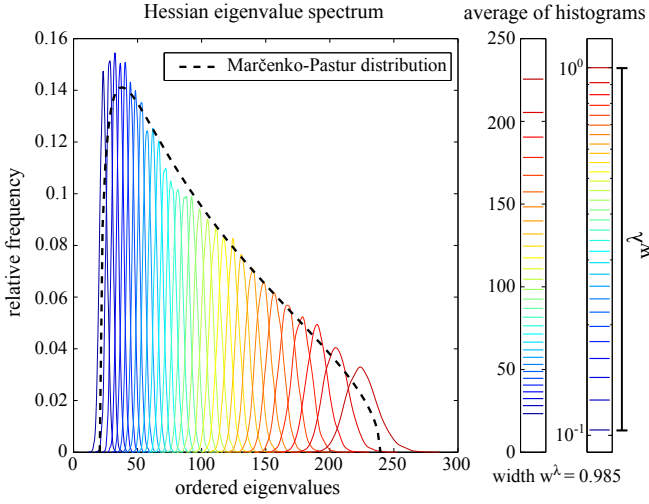 Hessian eigenvalue spectrum
average of histograms
0.16
0.14
0.12
0.1
0.08
0.06
0.04
0.02
0
relative frequency
Marčenko-Pastur distribution
0 50 100 150 200 250 300
ordered eigenvalues
250
200
150
100
50
0
10⁰
10⁻¹
w^λ
width w^λ = 0.985